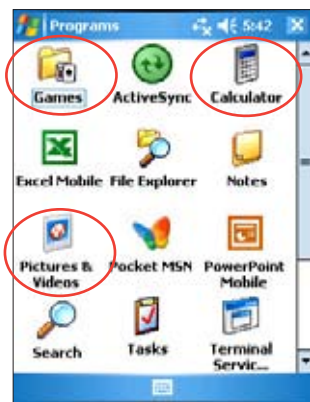 Programs 5:42
Games ActiveSync Calculator
Excel Mobile File Explorer Notes
Pictures & Videos Pocket MSN PowerPoint Mobile
Search Tasks Terminal Servic...